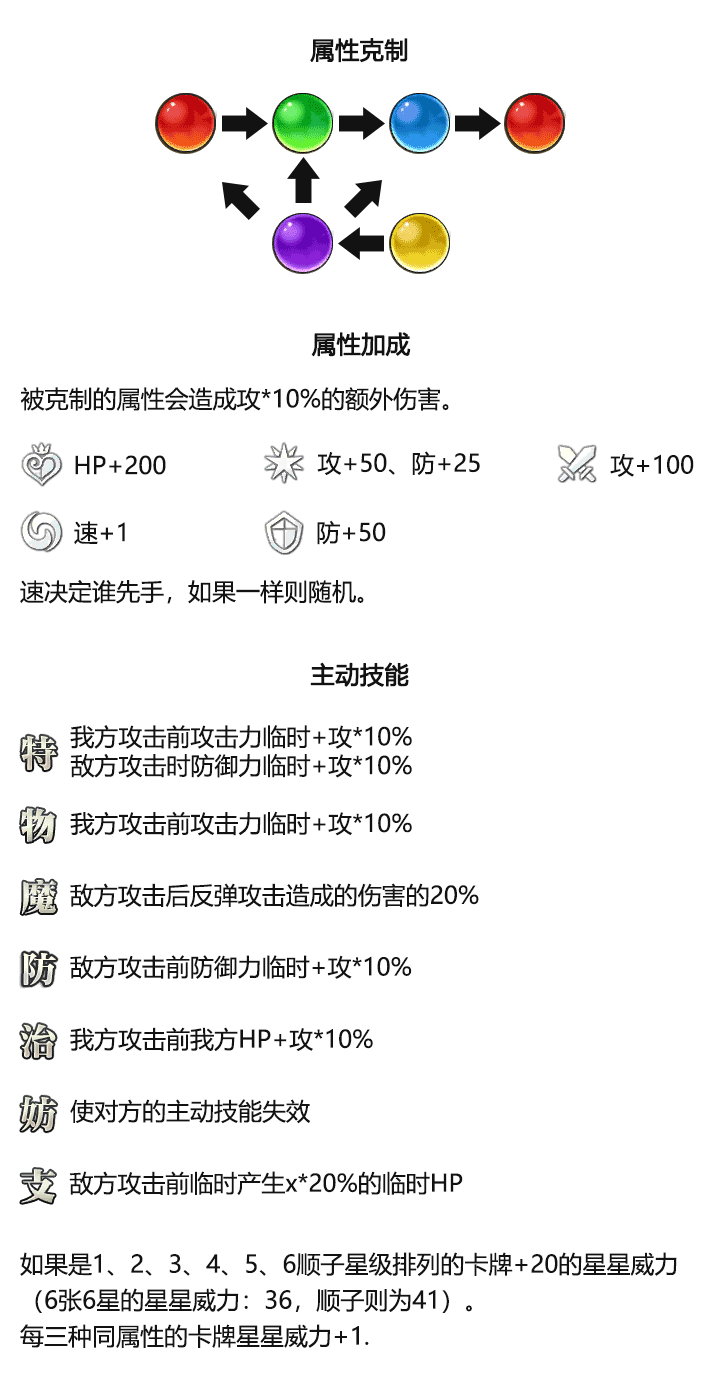 属性克制
属性加成
被克制的属性会造成攻*10%的额外伤害。
HP+200
攻+50、防+25
攻+100
速+1
防+50
速决定谁先手，如果一样则随机。
主动技能
特
我方攻击前攻击力临时+攻*10%
敌方攻击时防御力临时+攻*10%
物
我方攻击前攻击力临时+攻*10%
魔
敌方攻击后反弹攻击造成的伤害的20%
防
敌方攻击前防御力临时+攻*10%
治
我方攻击前我方HP+攻*10%
妨
使对方的主动技能失效
支
敌方攻击前临时产生x*20%的临时HP
如果是1、2、3、4、5、6顺子星级排列的卡牌+20的星星威力
（6张6星的星星威力：36，顺子则为41）。
每三种同属性的卡牌星星威力+1.